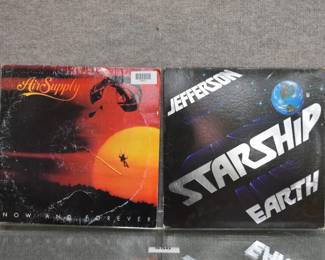 Air Supply
NOW AND FOREVER
JEFFERSON
STARSHIP
EARTH